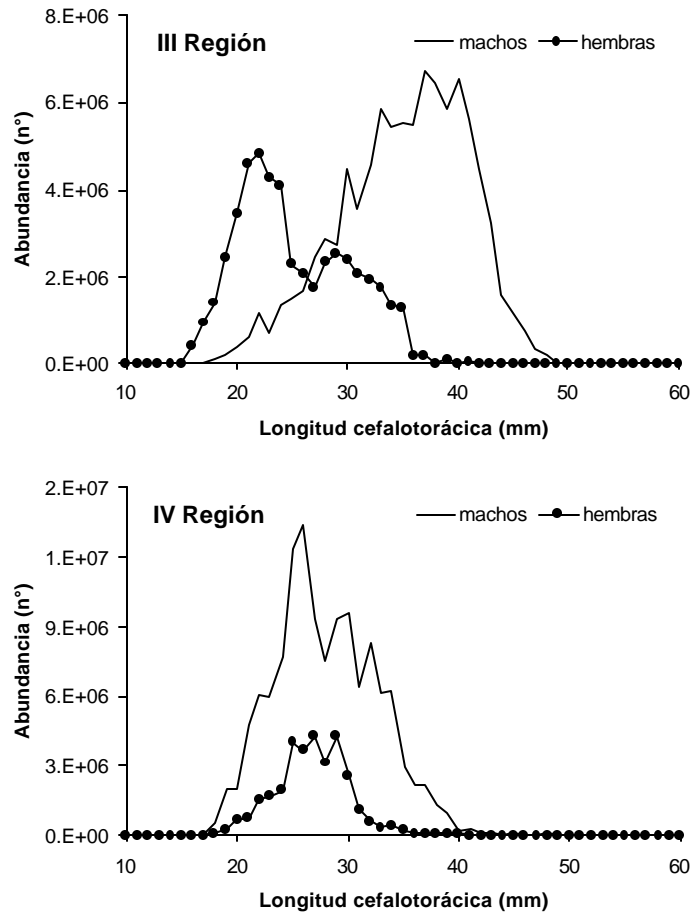 8.E+06
III Región
machos
hembras
6.E+06
4.E+06
2.E+06
0.E+00
Abundancia (n°)
10 20 30 40 50 60
Longitud cefalotorácica (mm)
2.E+07
IV Región
machos
hembras
1.E+07
9.E+06
6.E+06
3.E+06
0.E+00
Abundancia (n°)
10 20 30 40 50 60
Longitud cefalotorácica (mm)